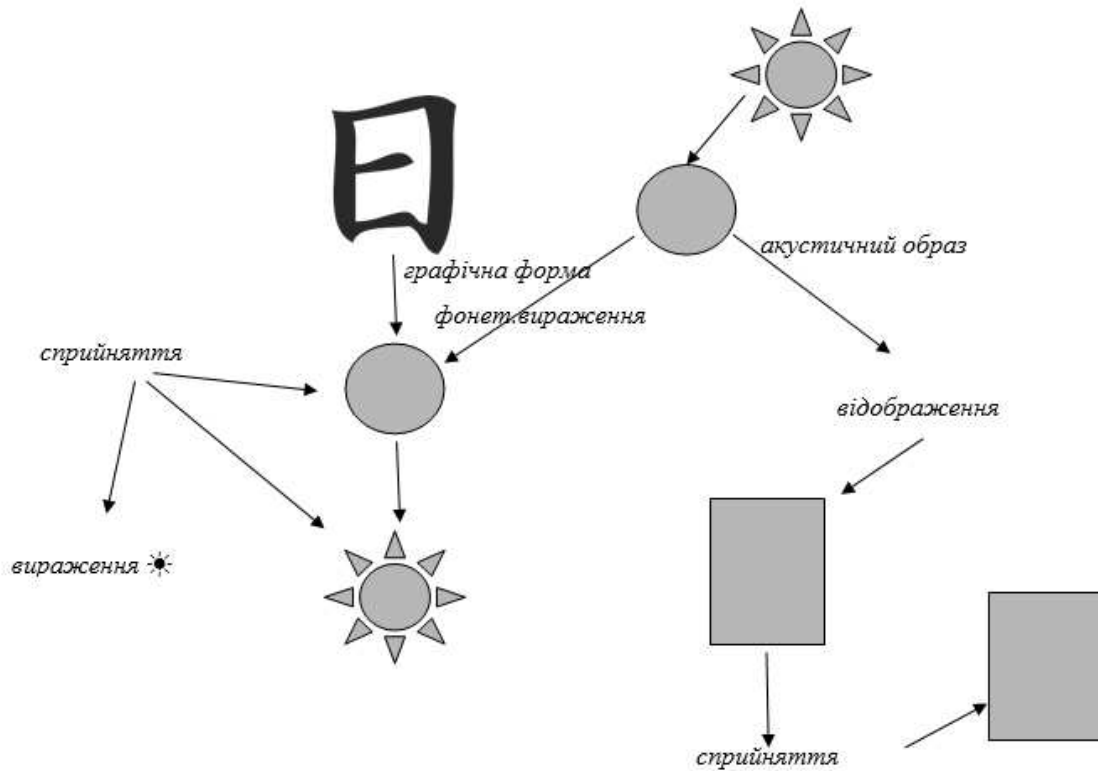 日
акустичний образ
графічна форма
фонет.вираження
сприйняття
відображення
вираження ☀
сприйняття